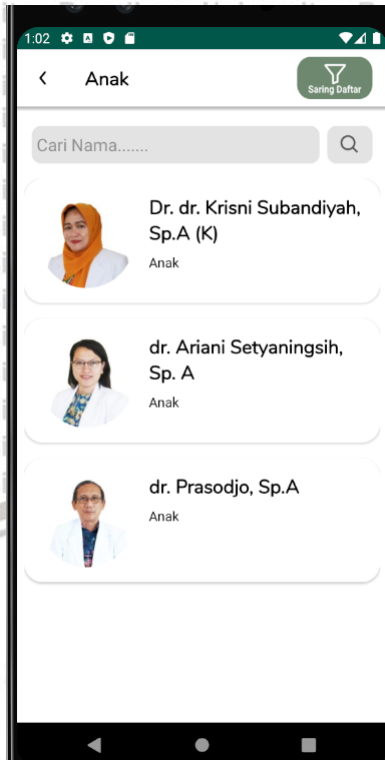 1:02
Anak
Saring Daftar
Cari Nama.......
Dr. dr. Krisni Subandiyah,
Sp.A (K)
Anak
dr. Ariani Setyaningsih,
Sp. A
Anak
dr. Prasodjo, Sp.A
Anak